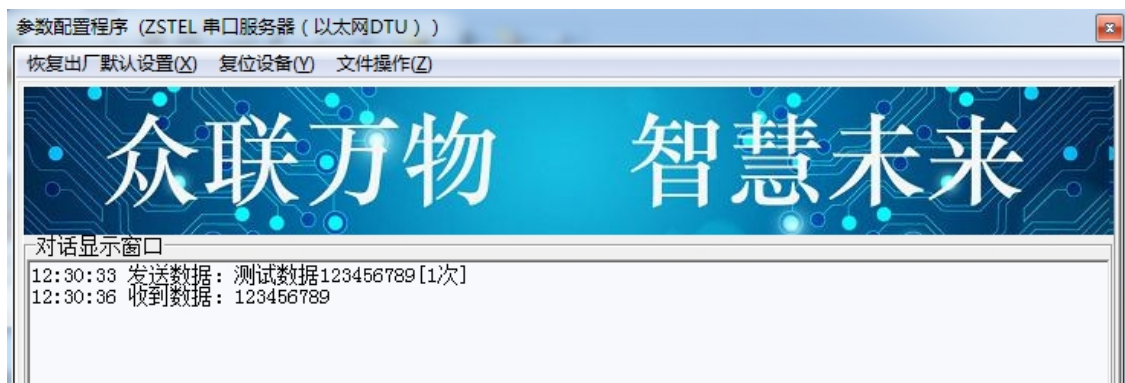 参数配置程序 (ZSTEL 串口服务器（以太网DTU）)
恢复出厂默认设置(X) 复位设备(Y) 文件操作(Z)
众联万物 智慧未来
对话显示窗口
12:30:33 发送数据：测试数据123456789[1次]
12:30:36 收到数据：123456789